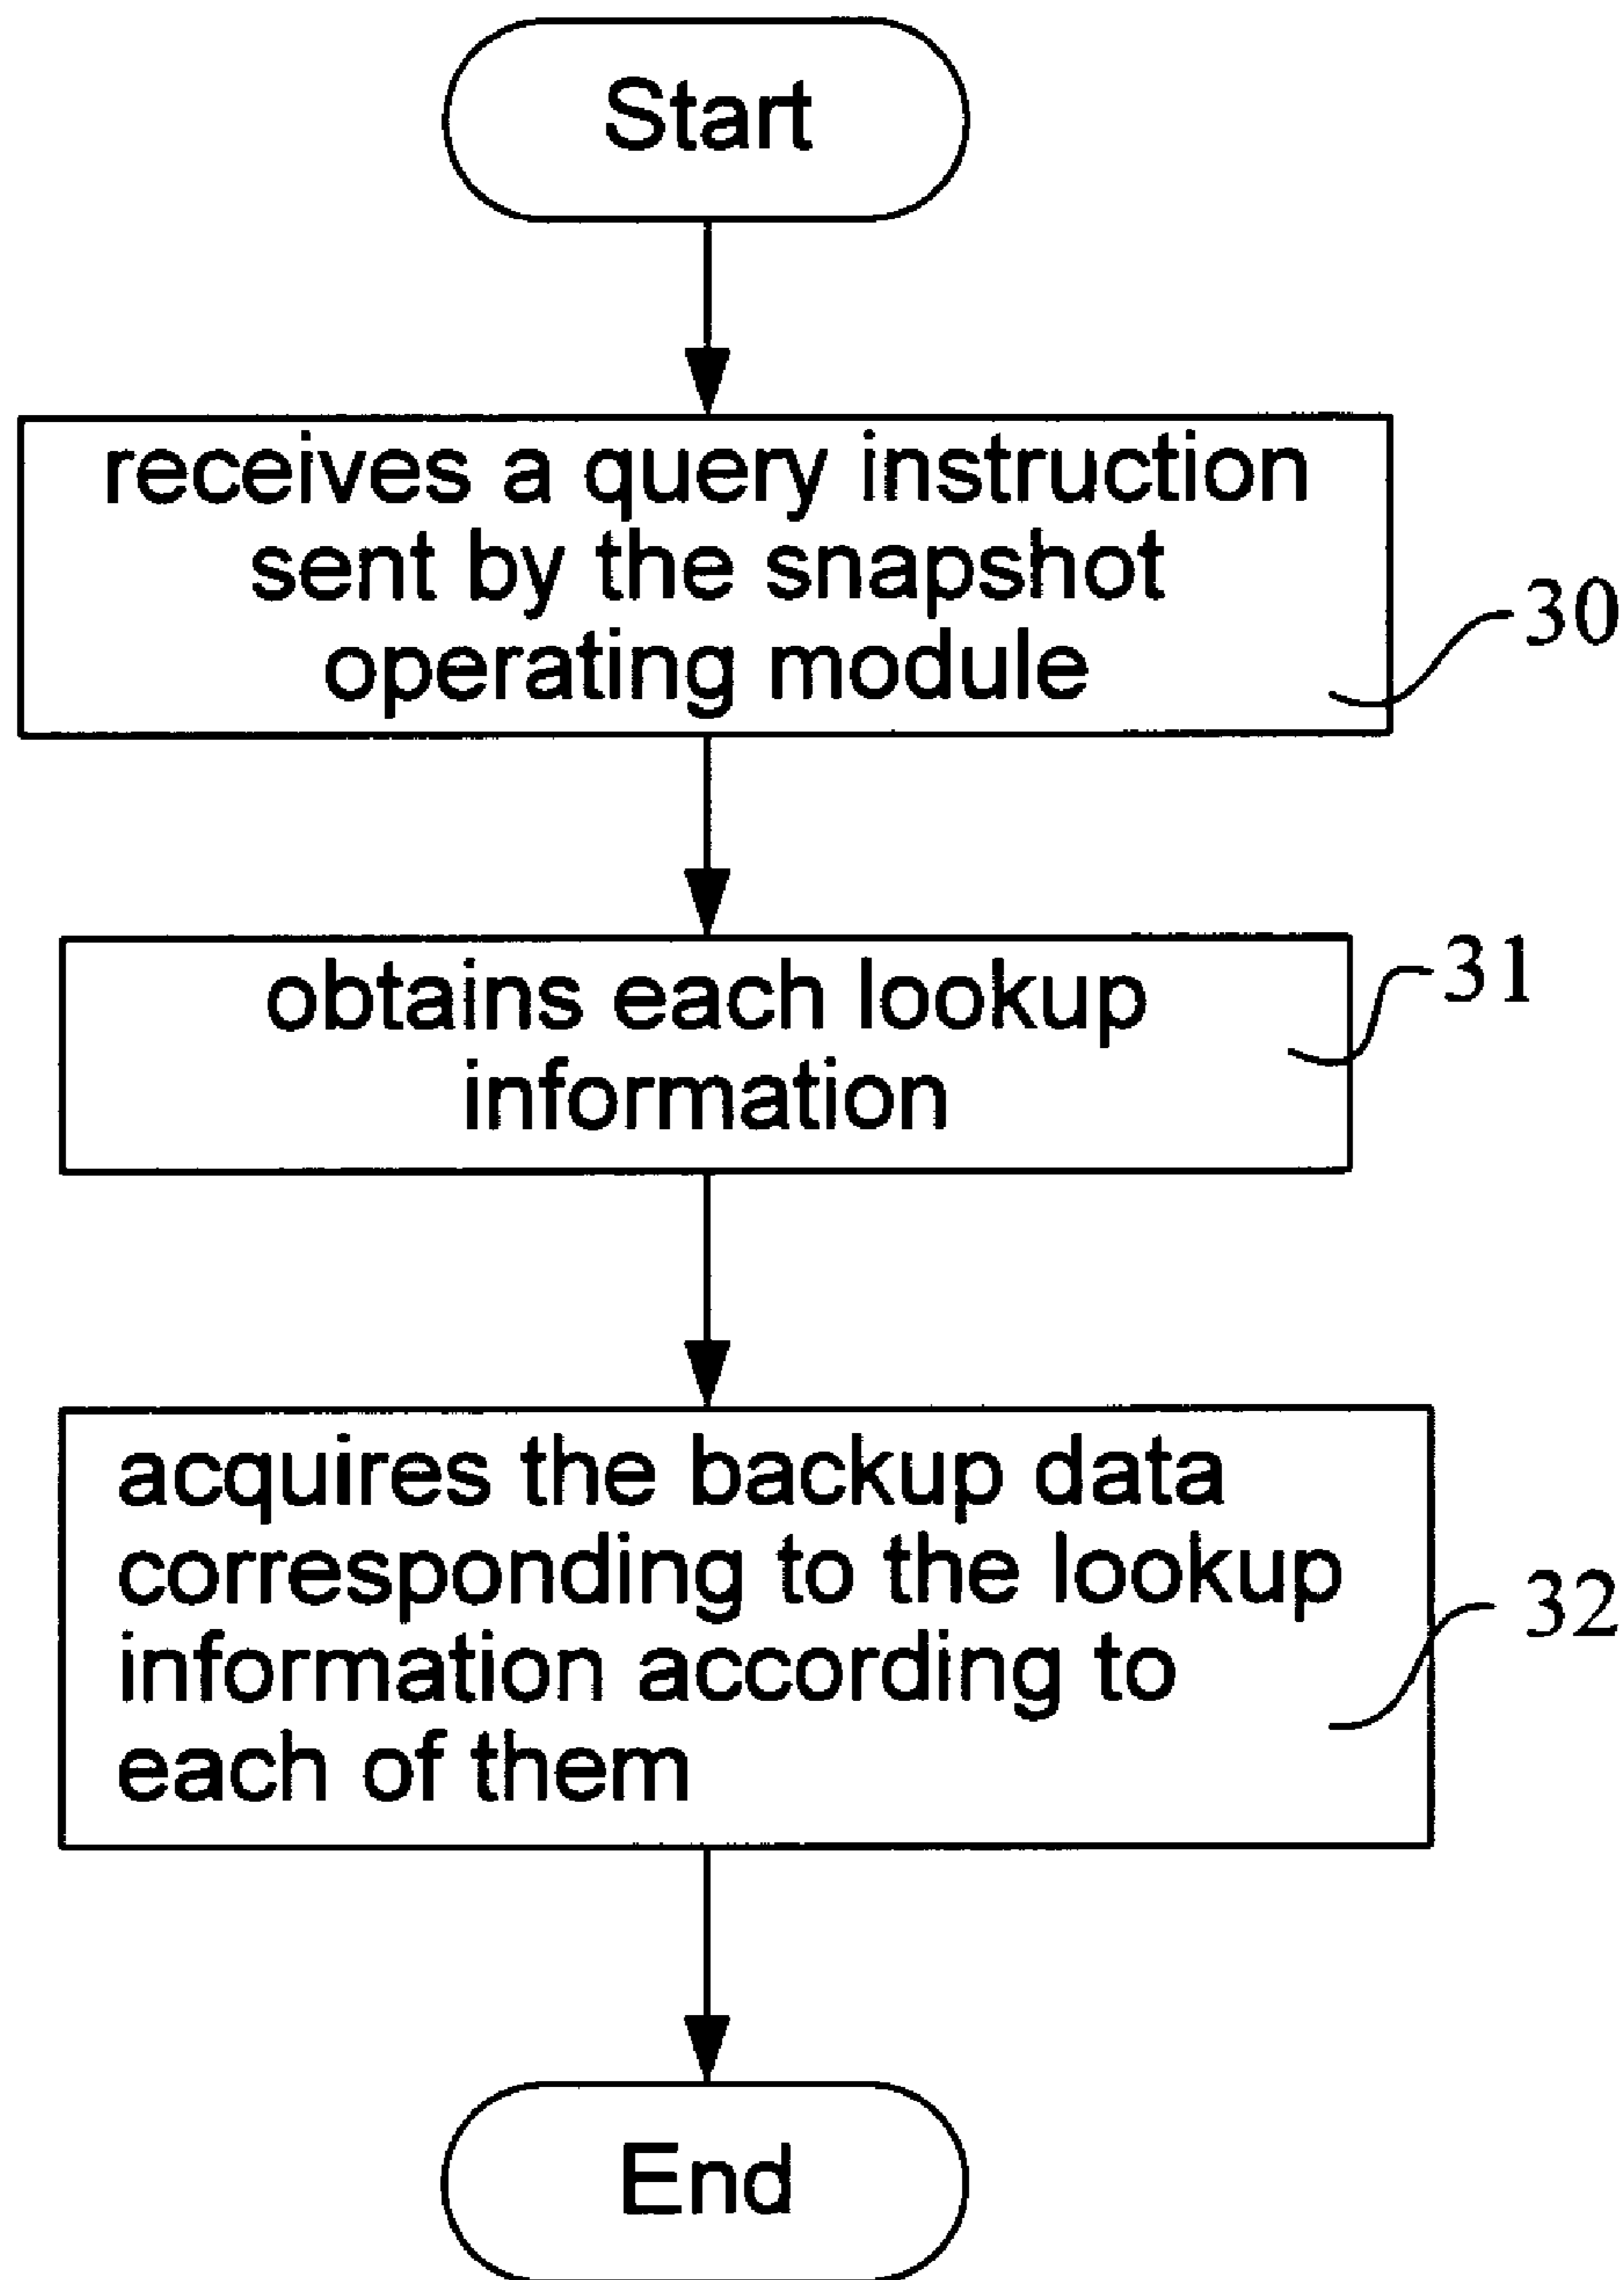 Start
receives a query instruction
sent by the snapshot
operating module
30
obtains each lookup
information
31
acquires the backup data
corresponding to the lookup
information according to
each of them
32
End